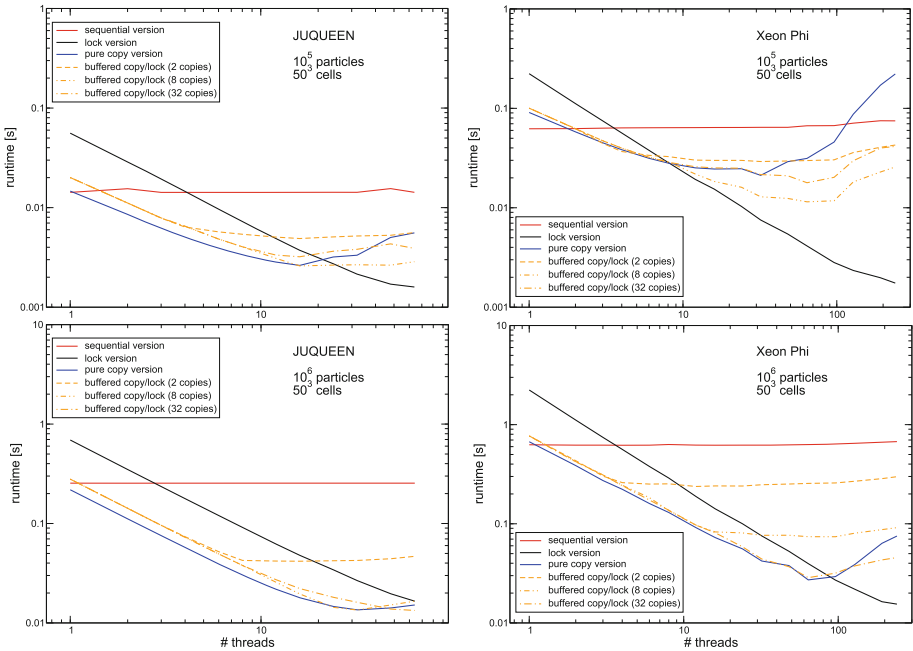 JUQUEEN
10^5 particles
50^3 cells
sequential version
lock version
pure copy version
buffered copy/lock (2 copies)
buffered copy/lock (8 copies)
buffered copy/lock (32 copies)
1
0.1
0.01
0.001
1
10
runtime [s]
Xeon Phi
10^5 particles
50^3 cells
sequential version
lock version
pure copy version
buffered copy/lock (2 copies)
buffered copy/lock (8 copies)
buffered copy/lock (32 copies)
1
0.1
0.01
0.001
1
10
100
runtime [s]
JUQUEEN
10^6 particles
50^3 cells
sequential version
lock version
pure copy version
buffered copy/lock (2 copies)
buffered copy/lock (8 copies)
buffered copy/lock (32 copies)
10
1
0.1
0.01
1
10
runtime [s]
# threads
Xeon Phi
10^6 particles
50^3 cells
sequential version
lock version
pure copy version
buffered copy/lock (2 copies)
buffered copy/lock (8 copies)
buffered copy/lock (32 copies)
10
1
0.1
0.01
1
10
100
runtime [s]
# threads